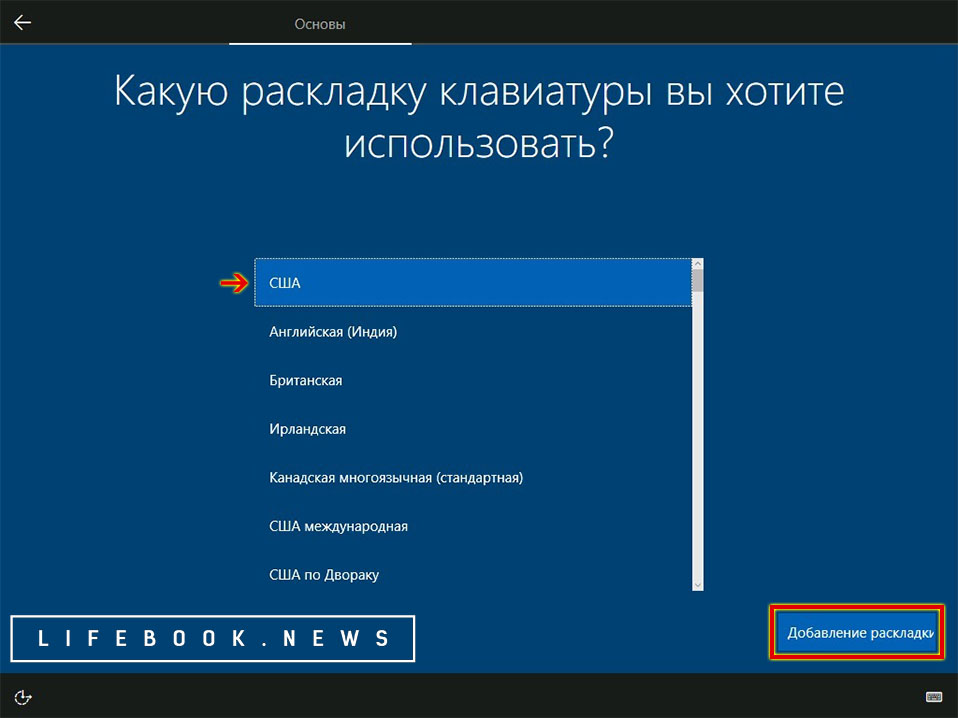 Основы
Какую раскладку клавиатуры вы хотите
использовать?
США
Английская (Индия)
Британская
Ирландская
Канадская многоязычная (стандартная)
США международная
США по Двораку
LIFEBOOK.NEWS
Добавление раскладки